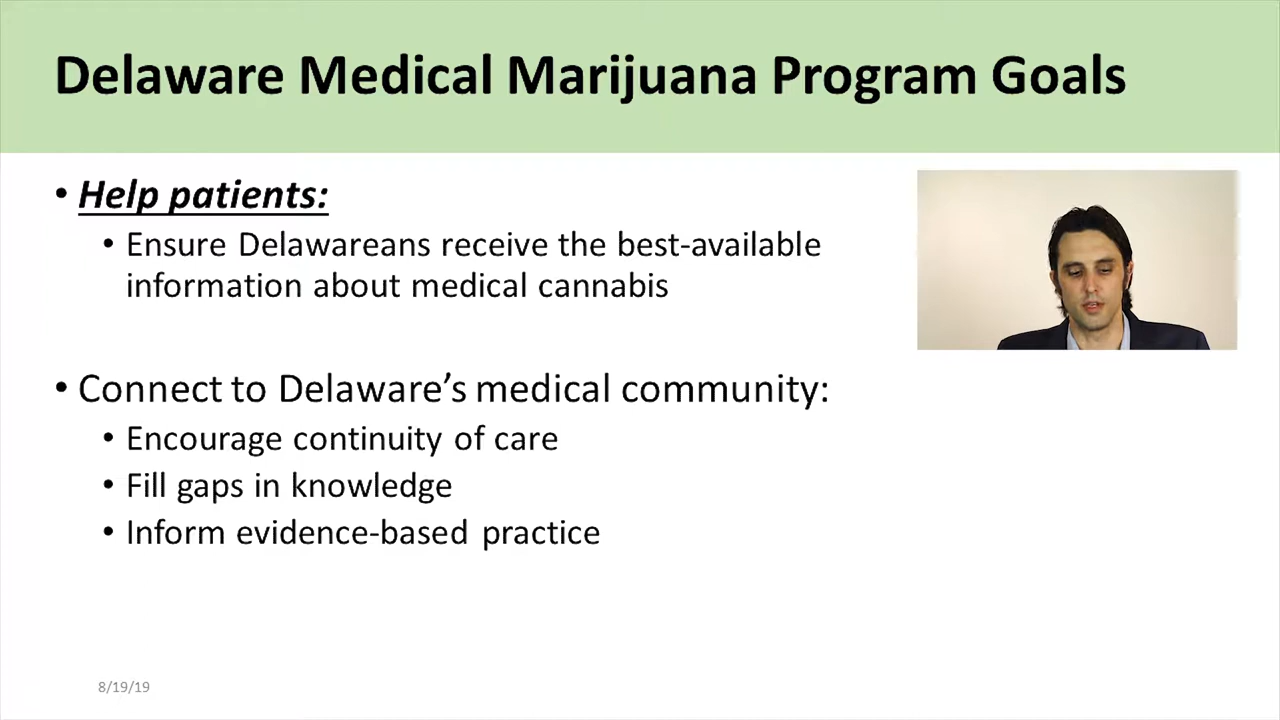 Delaware Medical Marijuana Program Goals
• Help patients:
• Ensure Delawareans receive the best-available
information about medical cannabis
• Connect to Delaware’s medical community:
• Encourage continuity of care
• Fill gaps in knowledge
• Inform evidence-based practice
8/19/19